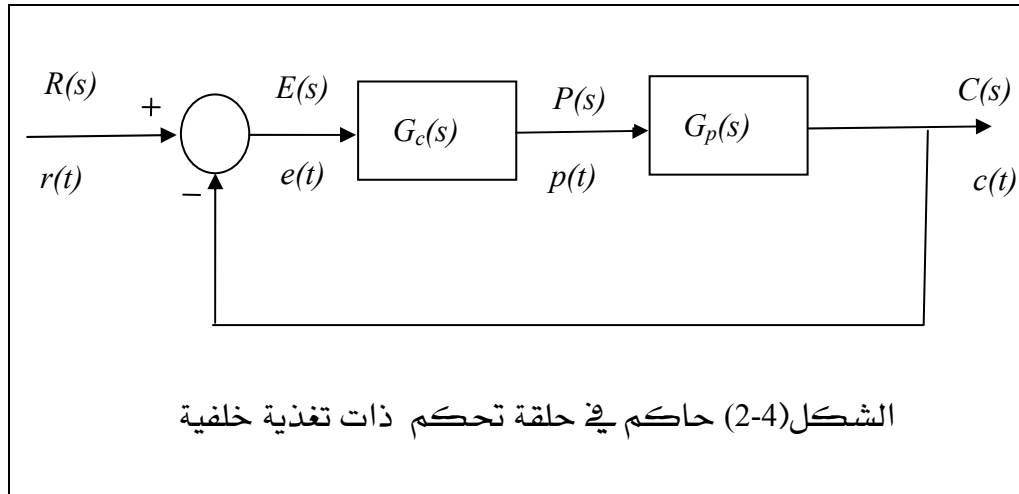 R(s) E(s) P(s) C(s)
+ Gc(s) Gp(s)
r(t) − e(t) p(t) c(t)
الشكل(4-2) حاكم في حلقة تحكم ذات تغذية خلفية